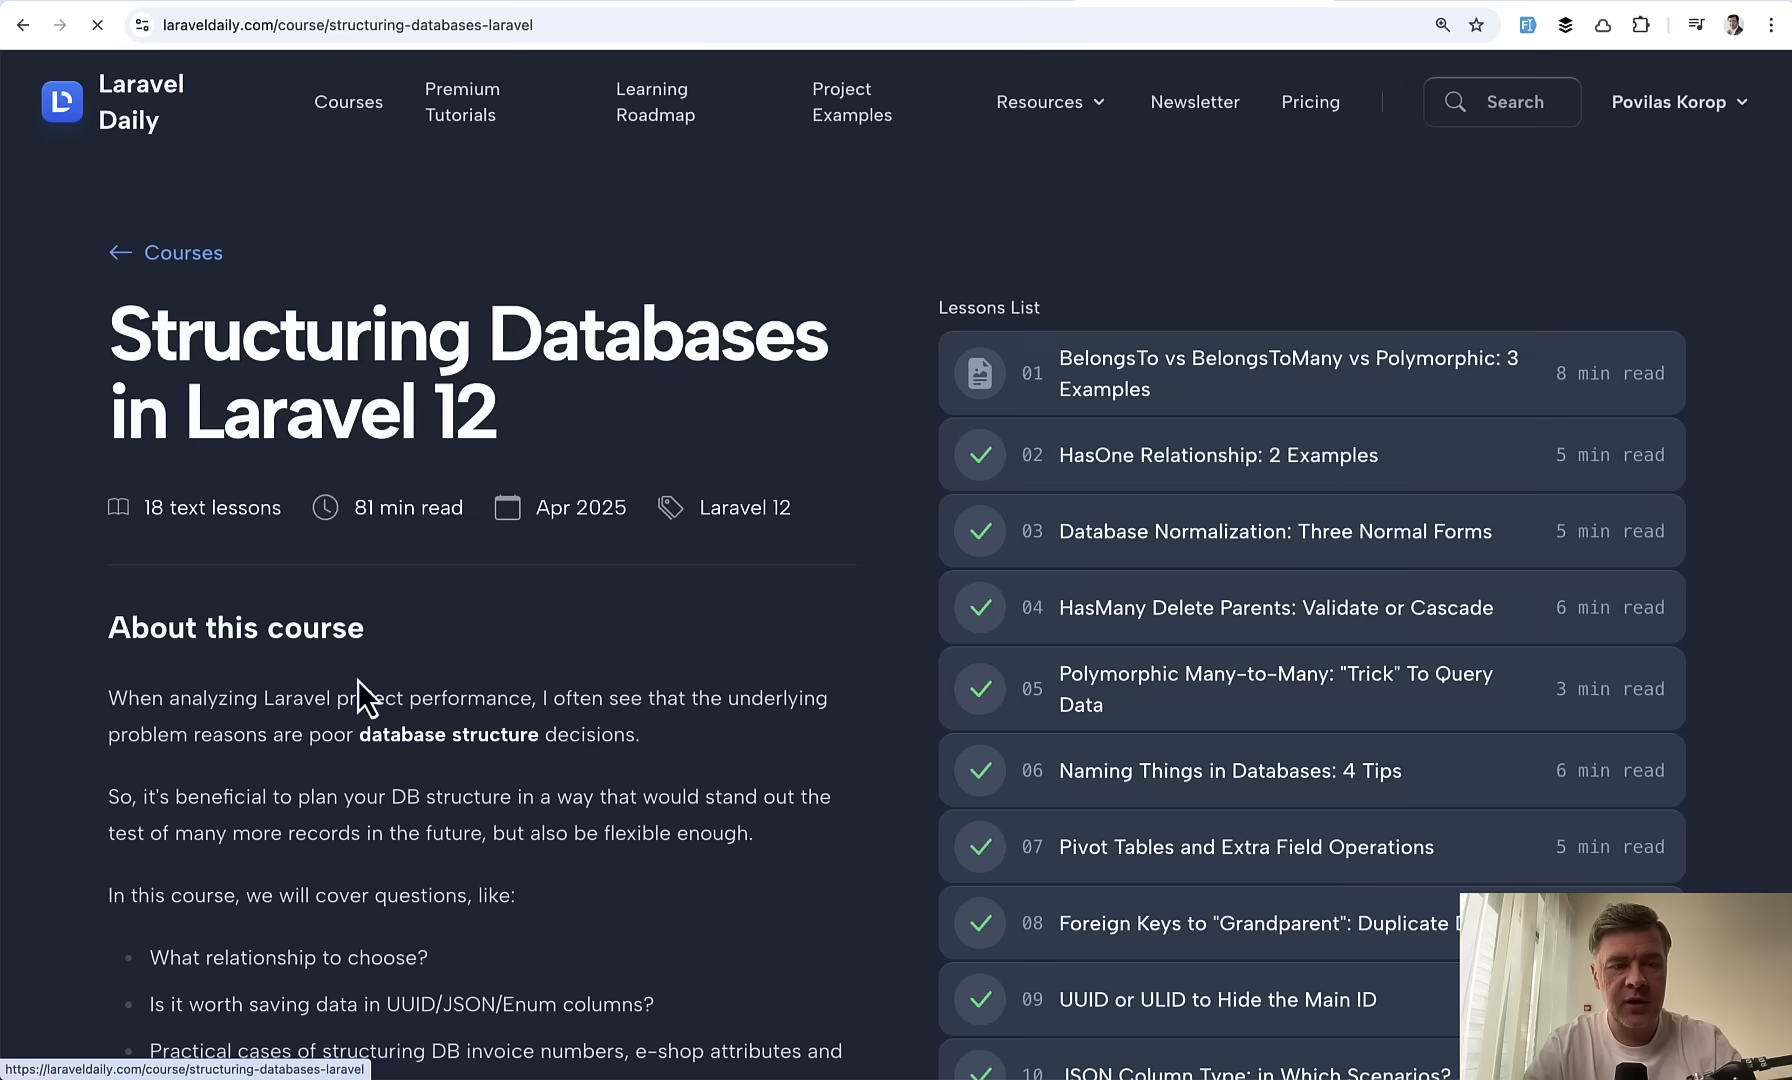 laraveldaily.com/course/structuring-databases-laravel
Laravel
Daily
Courses
Premium
Tutorials
Learning
Roadmap
Project
Examples
Resources
Newsletter
Pricing
Search
Povilas Korop
Courses
Structuring Databases
in Laravel 12
18 text lessons
81 min read
Apr 2025
Laravel 12
About this course
When analyzing Laravel project performance, I often see that the underlying
problem reasons are poor database structure decisions.
So, it's beneficial to plan your DB structure in a way that would stand out the
test of many more records in the future, but also be flexible enough.
In this course, we will cover questions, like:
• What relationship to choose?
• Is it worth saving data in UUID/JSON/Enum columns?
• Practical cases of structuring DB invoice numbers, e-shop attributes and
https://laraveldaily.com/course/structuring-databases-laravel
Lessons List
01 BelongsTo vs BelongsToMany vs Polymorphic: 3
Examples
8 min read
02 HasOne Relationship: 2 Examples 5 min read
03 Database Normalization: Three Normal Forms 5 min read
04 HasMany Delete Parents: Validate or Cascade 6 min read
05 Polymorphic Many-to-Many: "Trick" To Query
Data
3 min read
06 Naming Things in Databases: 4 Tips 6 min read
07 Pivot Tables and Extra Field Operations 5 min read
08 Foreign Keys to "Grandparent": Duplicate
09 UUID or ULID to Hide the Main ID
10 JSON Column Type: in Which Scenarios?